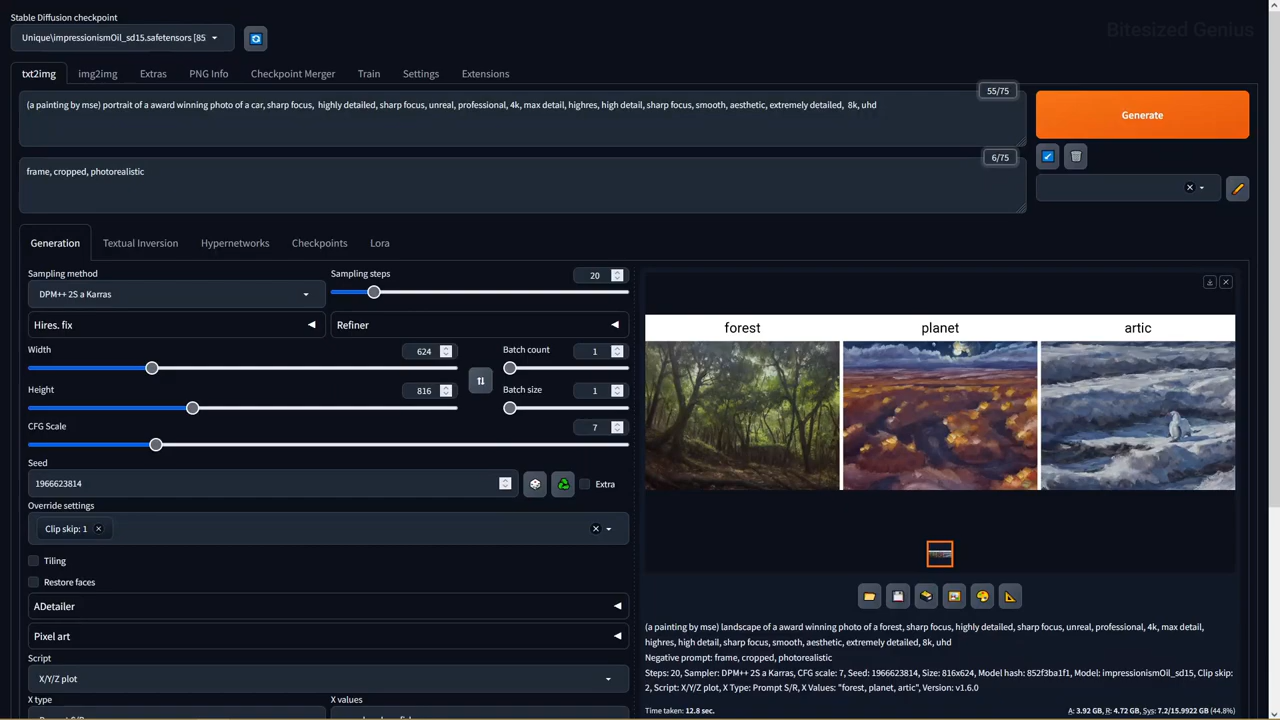 Stable Diffusion checkpoint
Bitesized Genius
Unique\impressionismOil_sd15.safetensors [85
txt2img img2img Extras PNG Info Checkpoint Merger Train Settings Extensions
55/75
(a painting by mse) portrait of a award winning photo of a car, sharp focus, highly detailed, sharp focus, unreal, professional, 4k, max detail, highres, high detail, sharp focus, smooth, aesthetic, extremely detailed, 8k, uhd
Generate
6/75
frame, cropped, photorealistic
Generation Textual Inversion Hypernetworks Checkpoints Lora
Sampling method
Sampling steps
20
DPM++ 2S a Karras
Hires. fix
Refiner
Width
624
Batch count
1
Height
816
Batch size
1
CFG Scale
7
Seed
1966623814
Extra
Override settings
Clip skip: 1
Tiling
Restore faces
ADetailer
Pixel art
Script
X/Y/Z plot
X type
X values
forest planet artic
(a painting by mse) landscape of a award winning photo of a forest, sharp focus, highly detailed, sharp focus, unreal, professional, 4k, max detail,
highres, high detail, sharp focus, smooth, aesthetic, extremely detailed, 8k, uhd
Negative prompt: frame, cropped, photorealistic
Steps: 20, Sampler: DPM++ 2S a Karras, CFG scale: 7, Seed: 1966623814, Size: 816x624, Model hash: 852f3ba1f1, Model: impressionismOil_sd15, Clip skip:
2, Script: X/Y/Z plot, X Type: Prompt S/R, X Values: "forest, planet, artic", Version: v1.6.0
Time taken: 12.8 sec.
A: 3.92 GB, R: 4.72 GB, Sys: 7.2/15.9922 GB (44.8%)